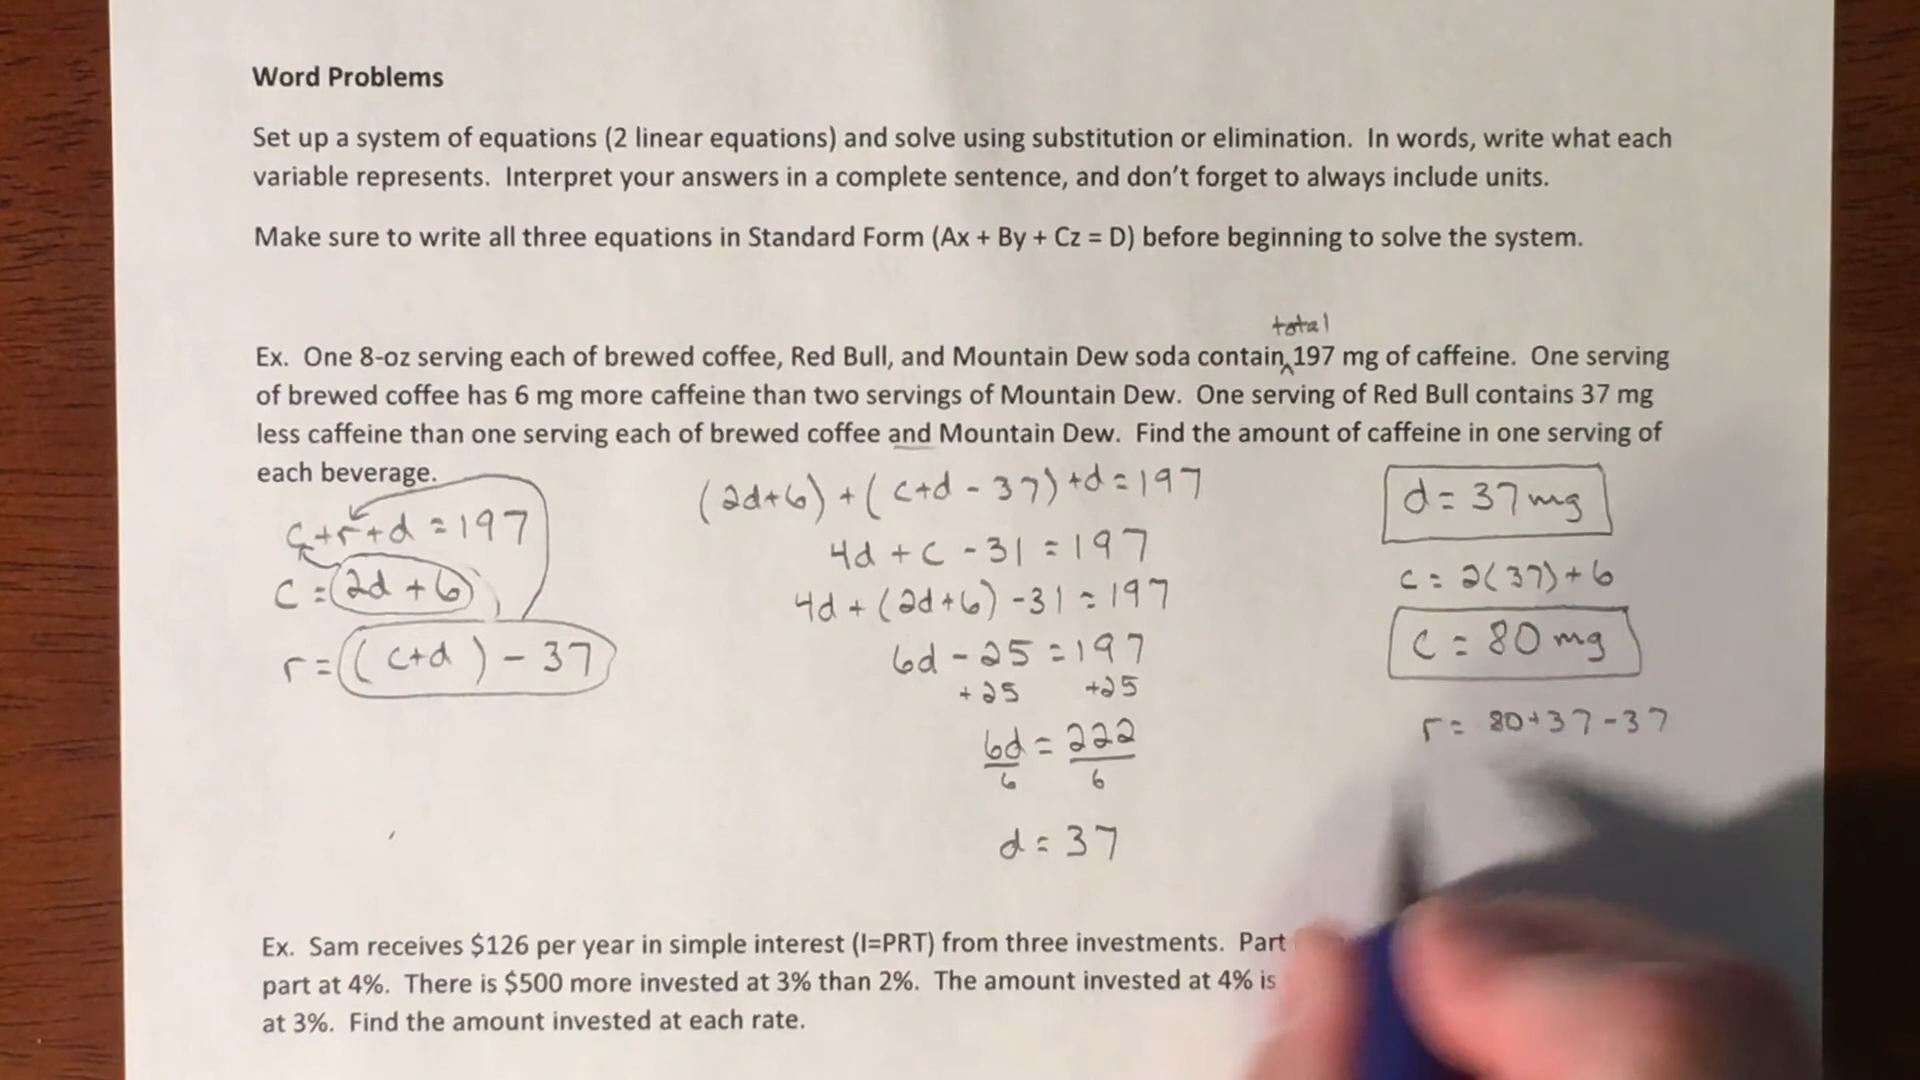 Word Problems
Set up a system of equations (2 linear equations) and solve using substitution or elimination. In words, write what each
variable represents. Interpret your answers in a complete sentence, and don't forget to always include units.
Make sure to write all three equations in Standard Form (Ax + By + Cz = D) before beginning to solve the system.
total
Ex. One 8-oz serving each of brewed coffee, Red Bull, and Mountain Dew soda contain ^ 197 mg of caffeine. One serving
of brewed coffee has 6 mg more caffeine than two servings of Mountain Dew. One serving of Red Bull contains 37 mg
less caffeine than one serving each of brewed coffee and Mountain Dew. Find the amount of caffeine in one serving of
each beverage.
c+r+d = 197
c = (2d + 6)
r = (c+d) - 37
(2d+6) + (c+d - 37) +d = 197
4d + c - 31 = 197
4d + (2d+6) - 31 = 197
6d - 25 = 197
+25 +25
6d = 222
6 6
d = 37
d = 37 mg
c = 2(37) + 6
c = 80 mg
r = 80+37-37
Ex. Sam receives $126 per year in simple interest (I=PRT) from three investments. Part
part at 4%. There is $500 more invested at 3% than 2%. The amount invested at 4% is
at 3%. Find the amount invested at each rate.